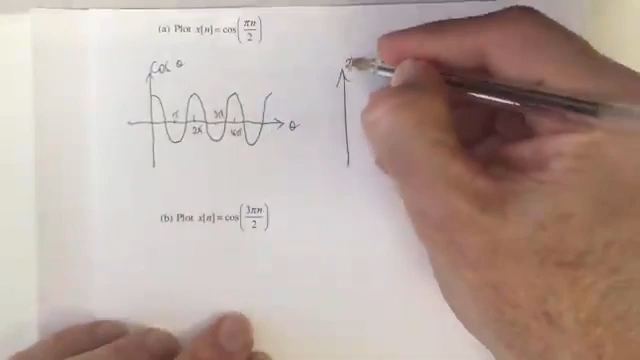 (a) Plot x[n] = cos(πn/2)
Cos θ
π 3π
2π 4π
θ
(b) Plot x[n] = cos(3πn/2)